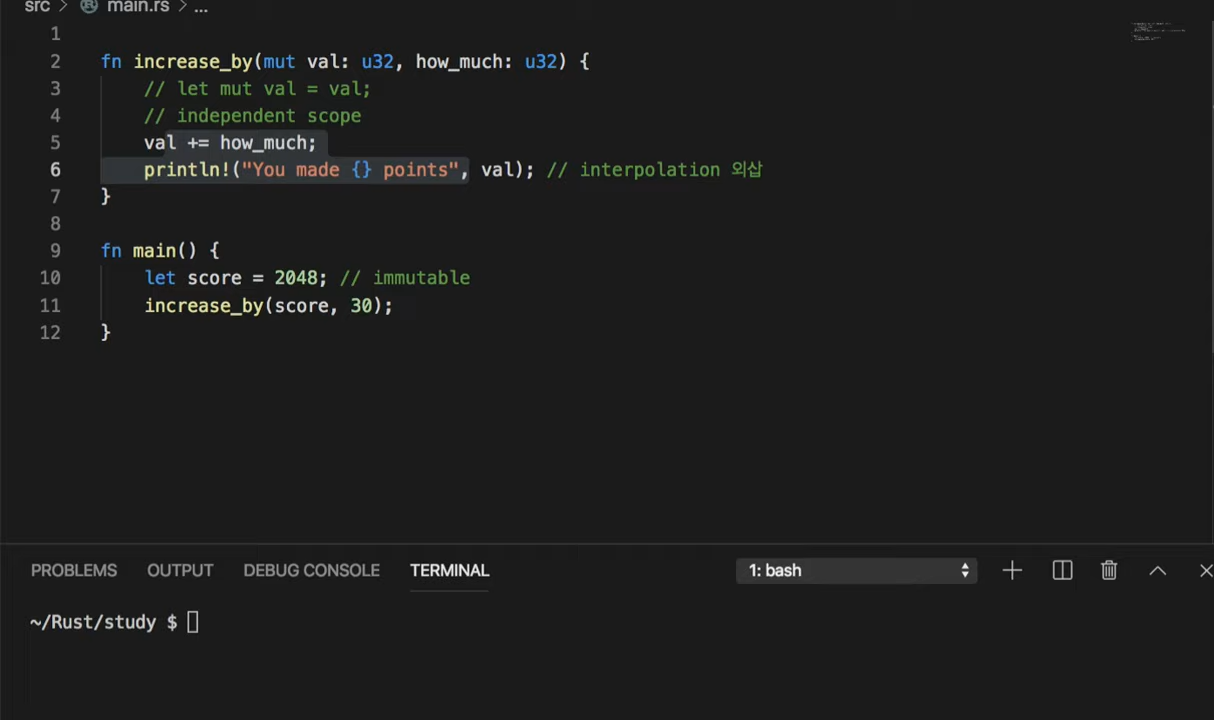 src > main.rs > ...
1
2 fn increase_by(mut val: u32, how_much: u32) {
3 // let mut val = val;
4 // independent scope
5 val += how_much;
6 println!("You made {} points", val); // interpolation 외삽
7 }
8
9 fn main() {
10 let score = 2048; // immutable
11 increase_by(score, 30);
12 }
PROBLEMS OUTPUT DEBUG CONSOLE TERMINAL 1: bash
~/Rust/study $